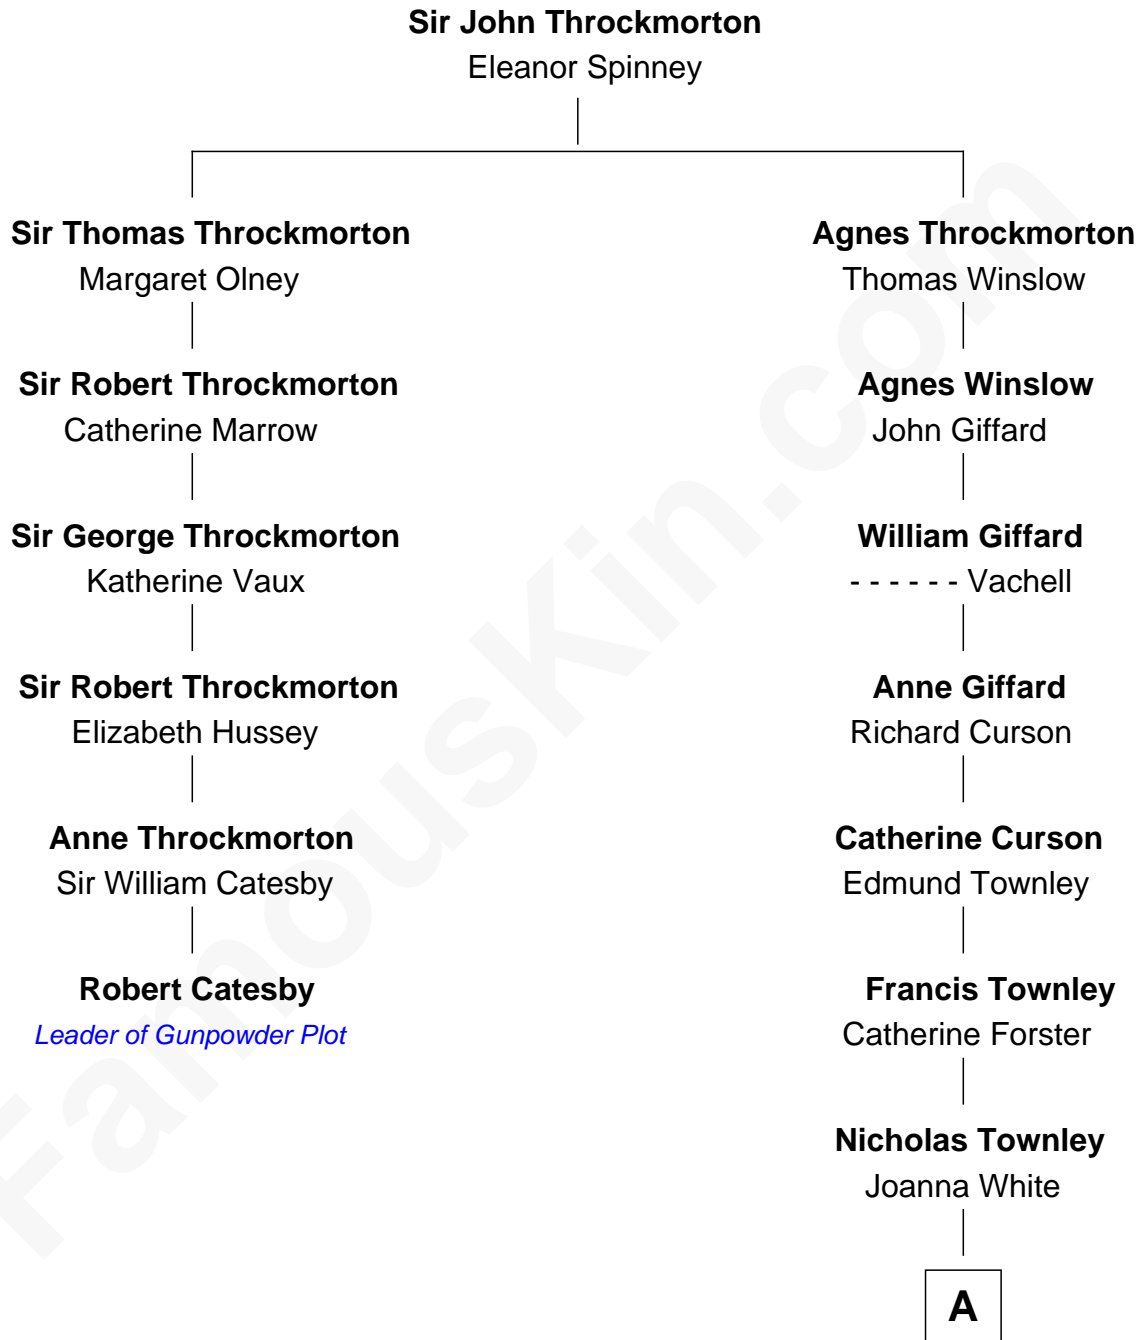 Sir John Throckmorton
Eleanor Spinney
Sir Thomas Throckmorton
Margaret Olney
Sir Robert Throckmorton
Catherine Marrow
Sir George Throckmorton
Katherine Vaux
Sir Robert Throckmorton
Elizabeth Hussey
Anne Throckmorton
Sir William Catesby
Robert Catesby
Leader of Gunpowder Plot
Agnes Throckmorton
Thomas Winslow
Agnes Winslow
John Giffard
William Giffard
- - - - - - Vachell
Anne Giffard
Richard Curson
Catherine Curson
Edmund Townley
Francis Townley
Catherine Forster
Nicholas Townley
Joanna White
A
FamousKin.com